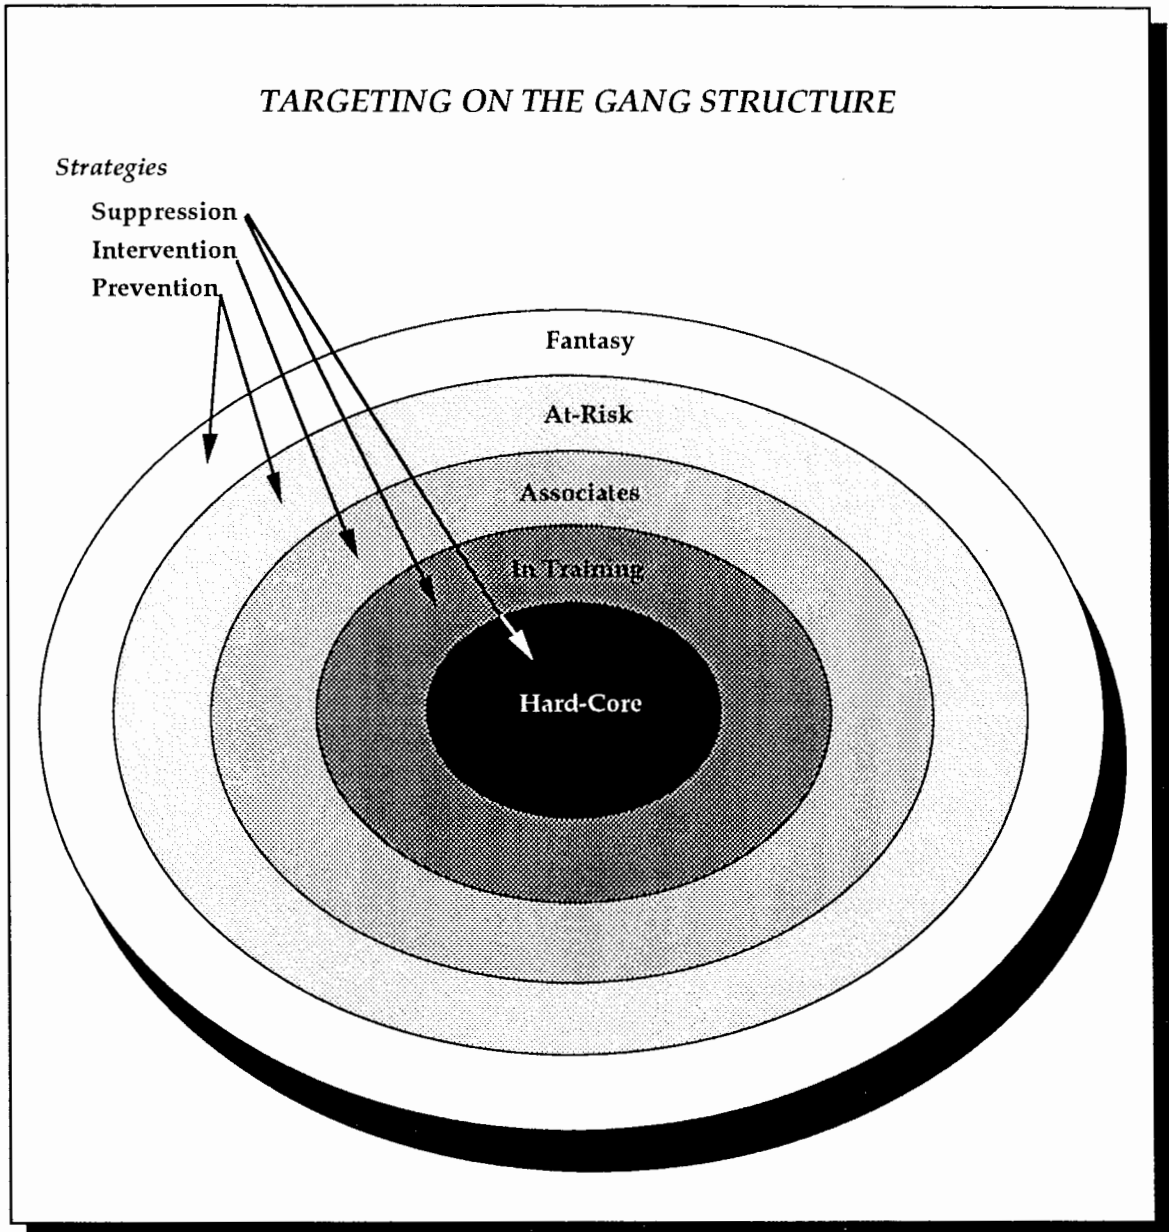 TARGETING ON THE GANG STRUCTURE
Strategies
Suppression
Intervention
Prevention
Fantasy
At-Risk
Associates
In Training
Hard-Core